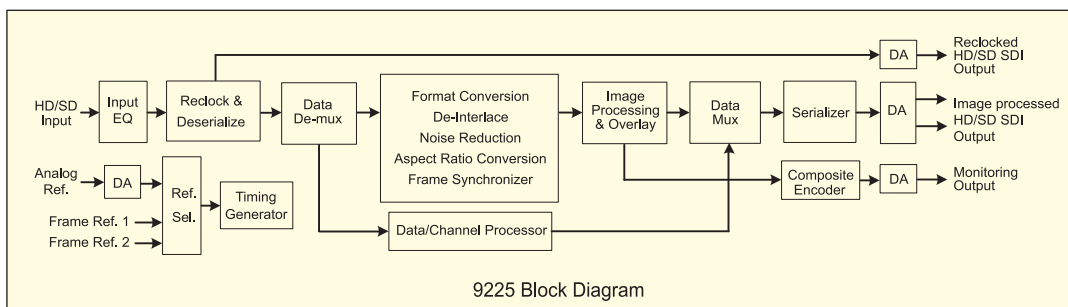 Reclocked
HD/SD SDI
Output
DA
HD/SD
Input
Input
EQ
Reclock &
Deserialize
Data
De-mux
Format Conversion
De-Interlace
Noise Reduction
Aspect Ratio Conversion
Frame Synchronizer
Image
Processing
& Overlay
Data
Mux
Serializer
DA
Image processed
HD/SD SDI
Output
Analog
Ref.
DA
Ref.
Sel.
Timing
Generator
Frame Ref. 1
Frame Ref. 2
Data/Channel Processor
Composite
Encoder
DA
Monitoring
Output
9225 Block Diagram